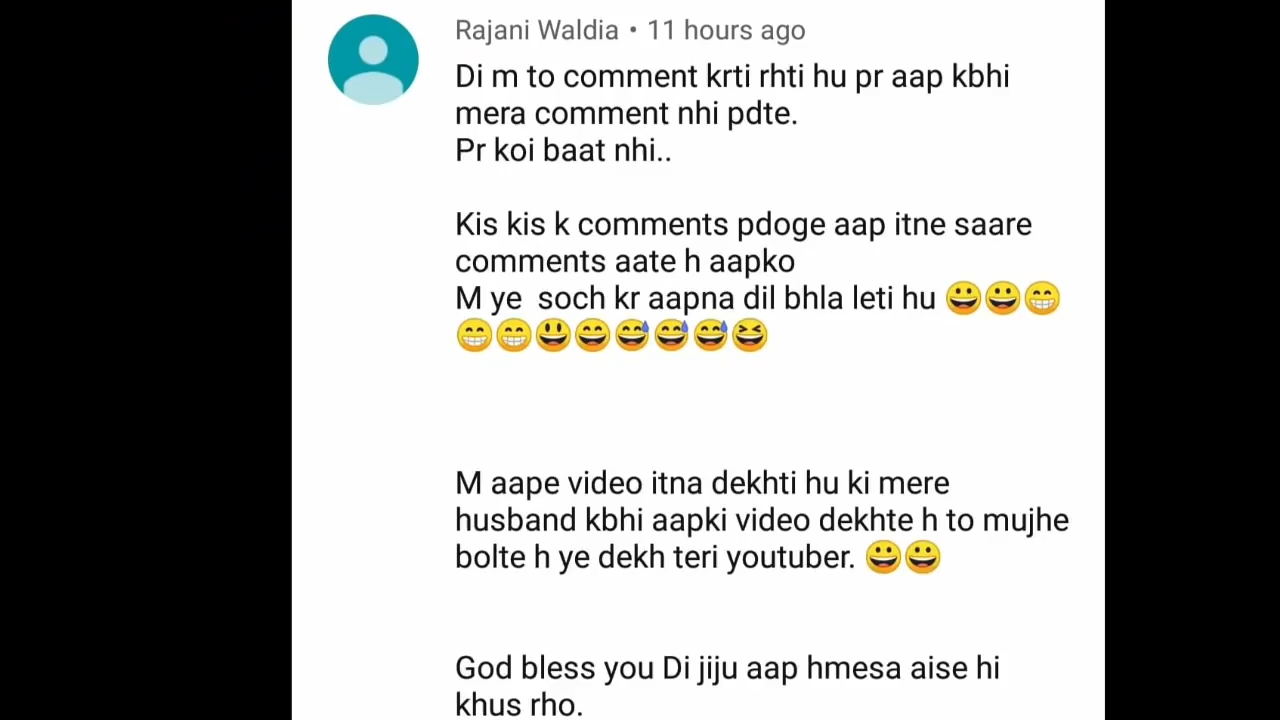 Rajani Waldia • 11 hours ago
Di m to comment krti rhti hu pr aap kbhi
mera comment nhi pdte.
Pr koi baat nhi..
Kis kis k comments pdoge aap itne saare
comments aate h aapko
M ye  soch kr aapna dil bhla leti hu 😀😀😁
😁😁😃😄😅😅😅😆
M aape video itna dekhti hu ki mere
husband kbhi aapki video dekhte h to mujhe
bolte h ye dekh teri youtuber. 😀😀
God bless you Di jiju aap hmesa aise hi
khus rho.